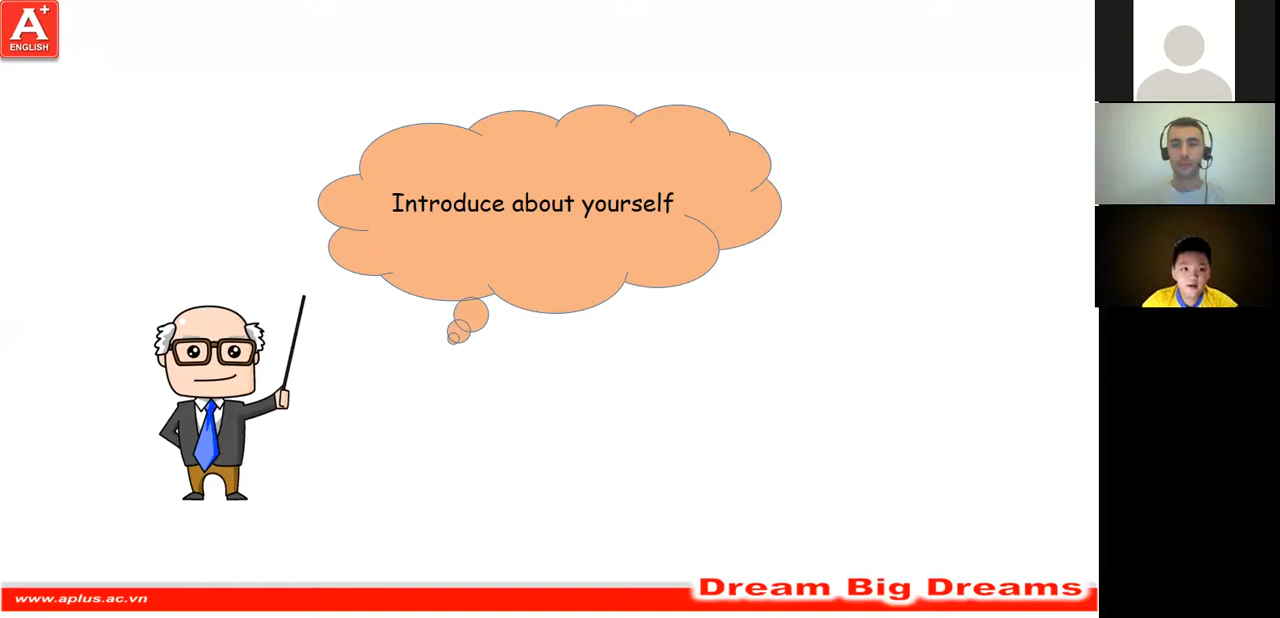 A+
ENGLISH
Introduce about yourself
www.aplus.ac.vn
Dream Big Dreams